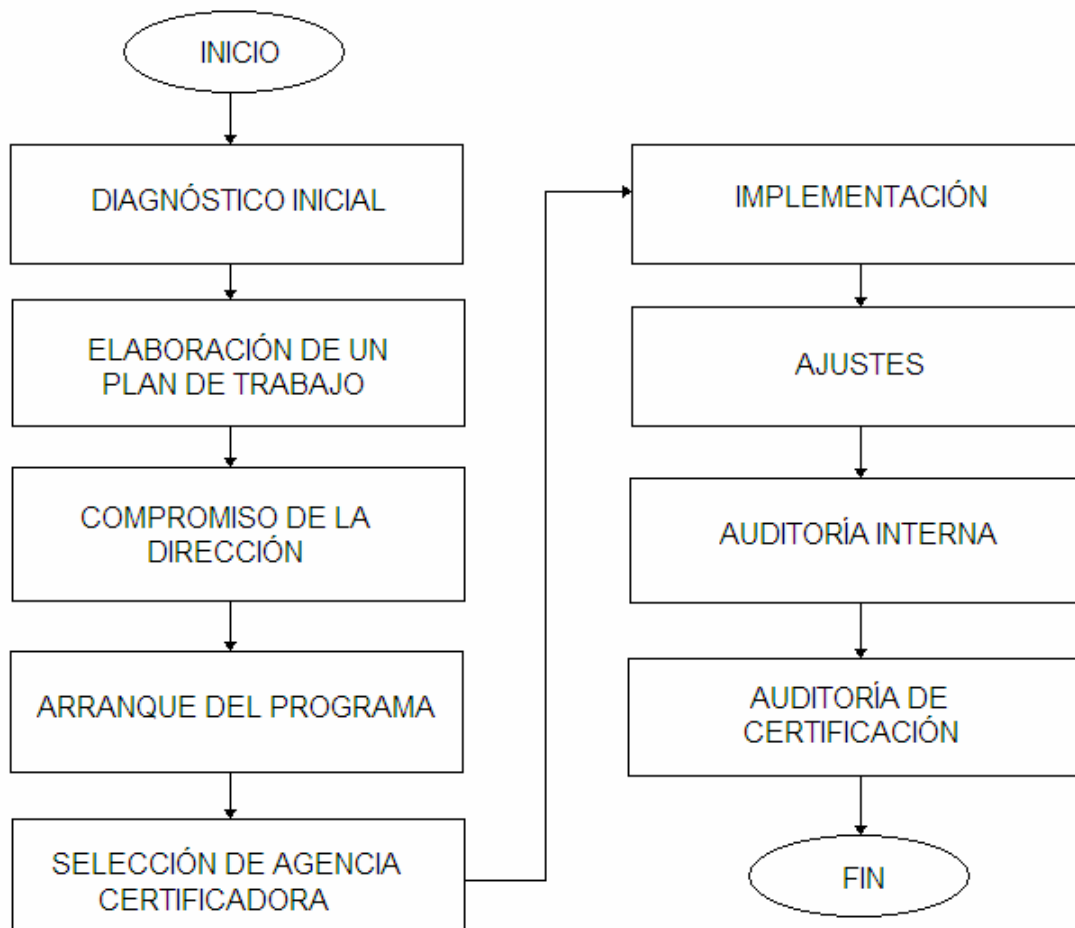 INICIO
DIAGNÓSTICO INICIAL
ELABORACIÓN DE UN
PLAN DE TRABAJO
COMPROMISO DE LA
DIRECCIÓN
ARRANQUE DEL PROGRAMA
SELECCIÓN DE AGENCIA
CERTIFICADORA
IMPLEMENTACIÓN
AJUSTES
AUDITORÍA INTERNA
AUDITORÍA DE
CERTIFICACIÓN
FIN